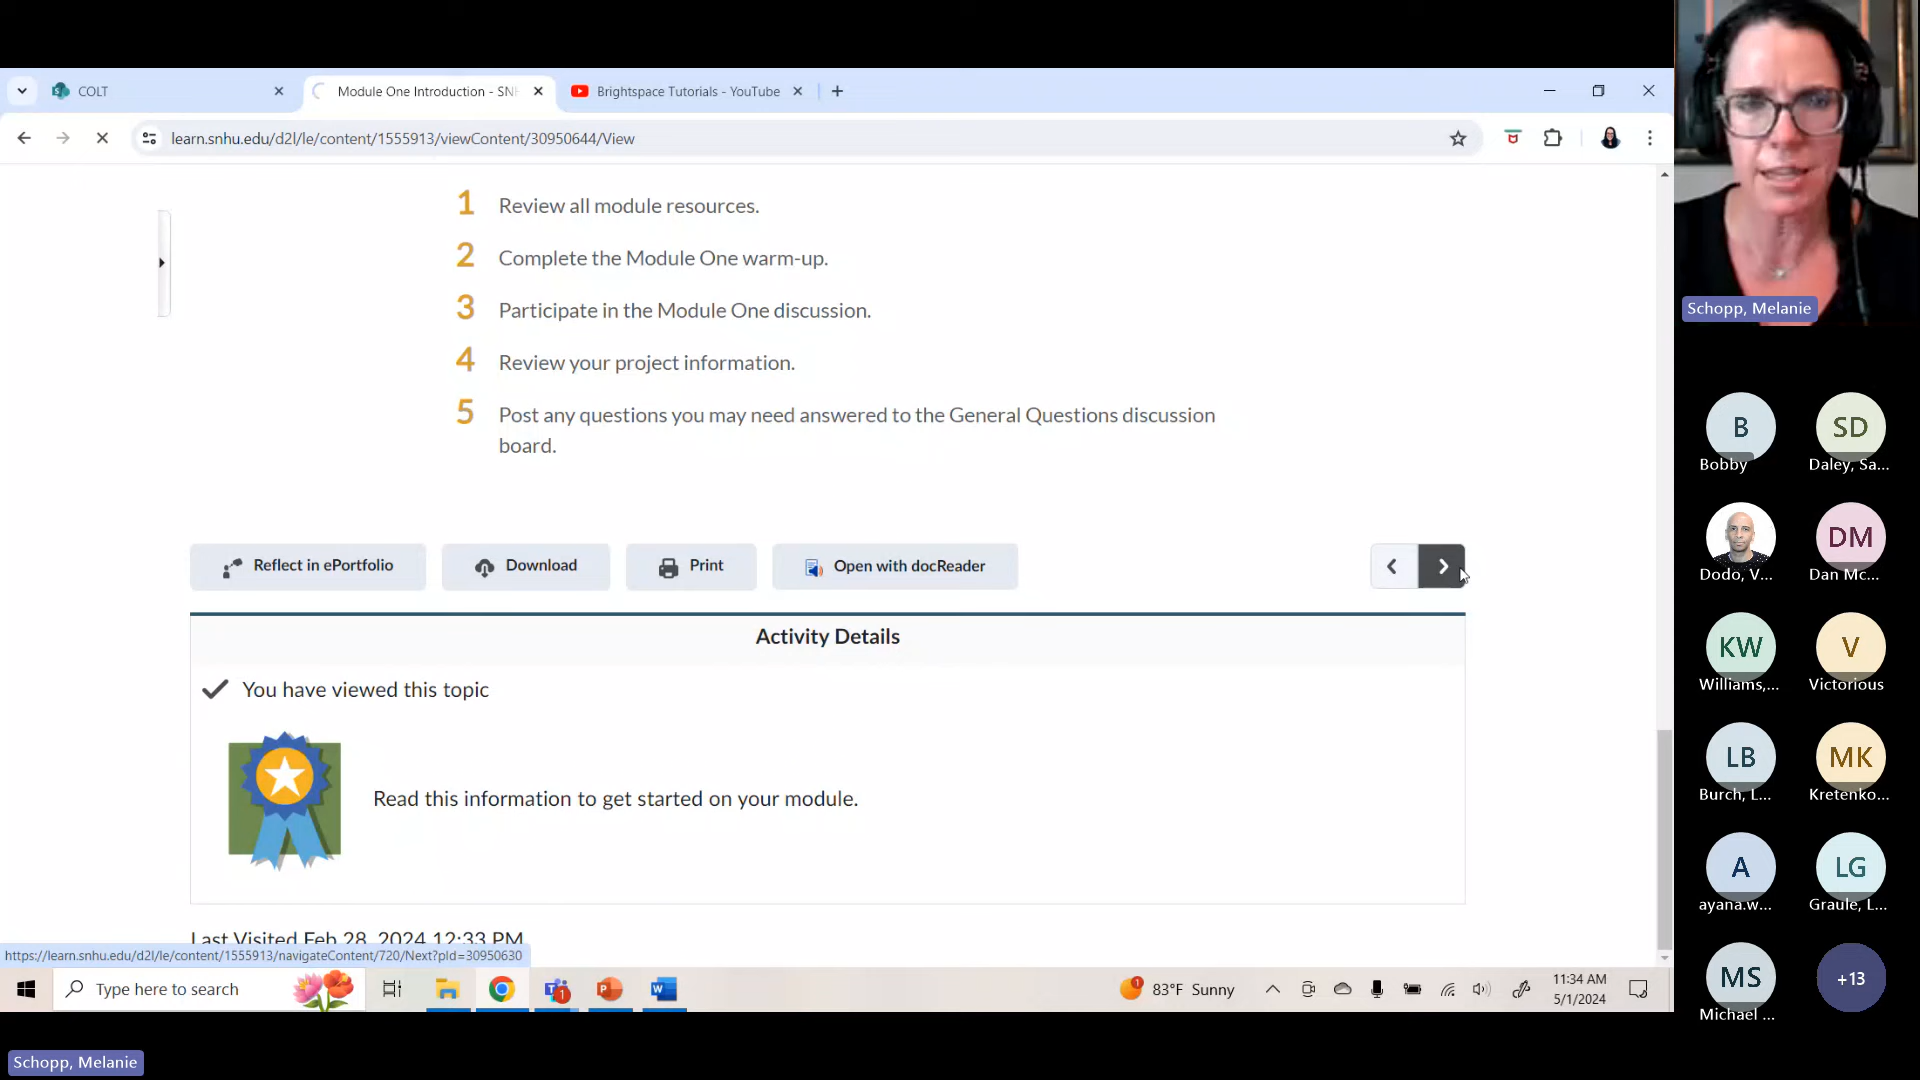 COLT
Module One Introduction - SNH
Brightspace Tutorials - YouTube
learn.snhu.edu/d2l/le/content/1555913/viewContent/30950644/View
1 Review all module resources.
2 Complete the Module One warm-up.
3 Participate in the Module One discussion.
4 Review your project information.
5 Post any questions you may need answered to the General Questions discussion
board.
Reflect in ePortfolio
Download
Print
Open with docReader
Activity Details
You have viewed this topic
Read this information to get started on your module.
Last Visited Feb 28, 2024 12:33 PM
https://learn.snhu.edu/d2l/le/content/1555913/navigateContent/720/Next?pId=30950630
Type here to search
1
1
83°F Sunny
11:34 AM
5/1/2024
Schopp, Melanie
B
Bobby
SD
Daley, Sa...
Dodo, V...
DM
Dan Mc...
KW
Williams,...
V
Victorious
LB
Burch, L...
MK
Kretenko...
A
ayana.w...
LG
Graule, L...
MS
Michael ...
+13
Schopp, Melanie